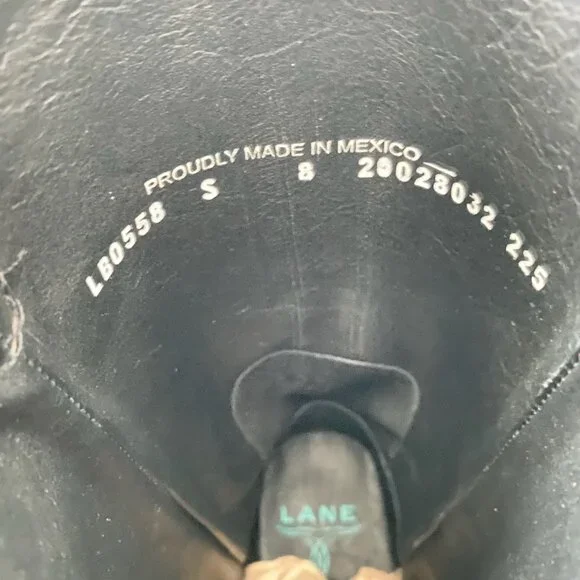 PROUDLY MADE IN MEXICO
LB0558 S 8 20028032 225
LANE